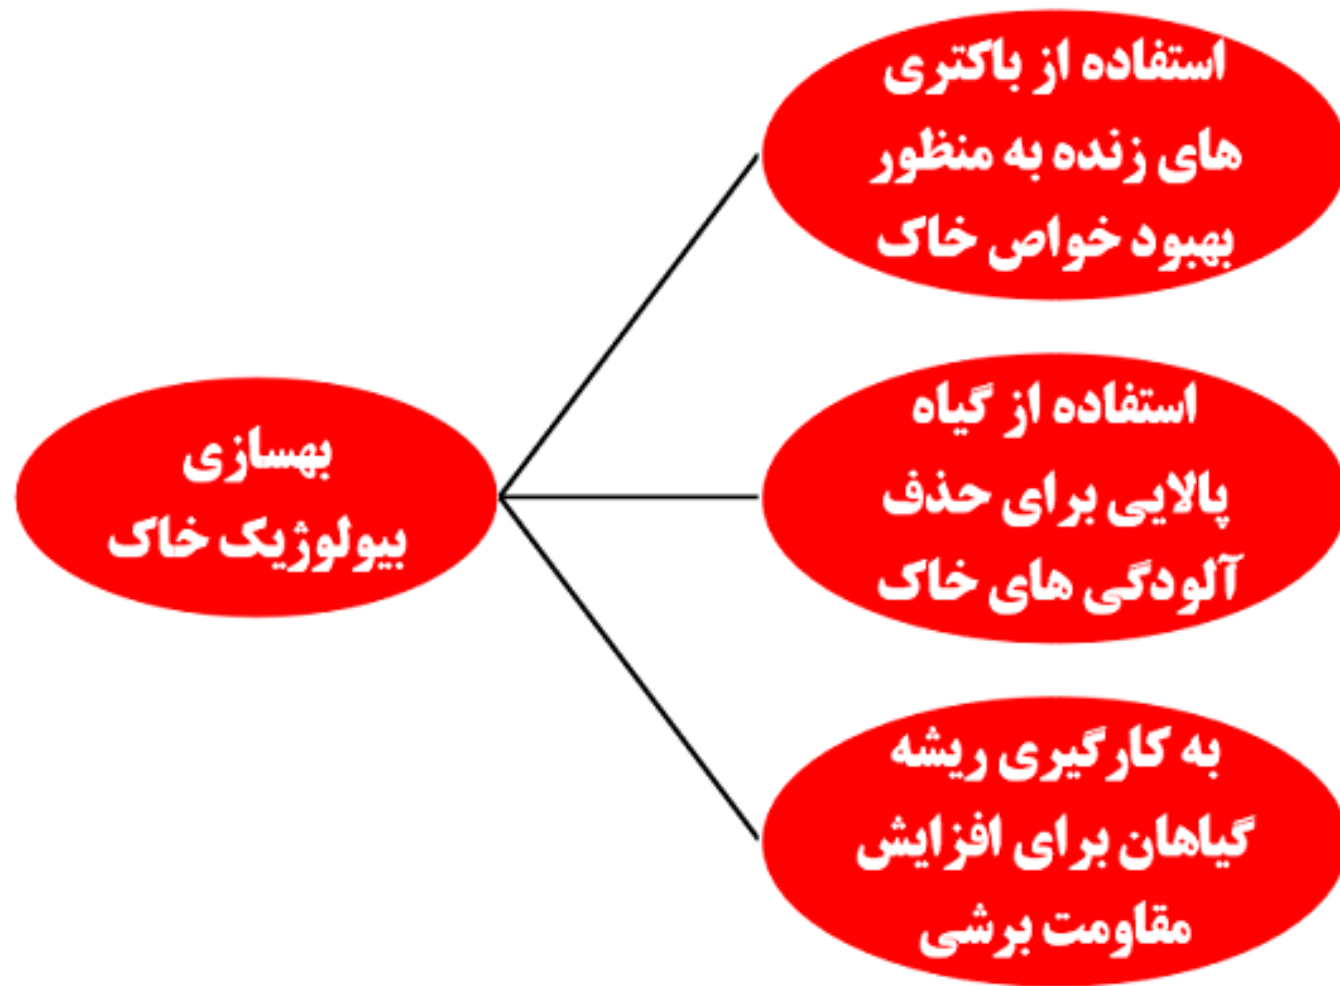 استفاده از باکتری
های زنده به منظور
بهبود خواص خاک
استفاده از گیاه
پالایی برای حذف
آلودگی های خاک
بهسازی
بیولوژیک خاک
به کارگیری ریشه
گیاهان برای افزایش
مقاومت برشی